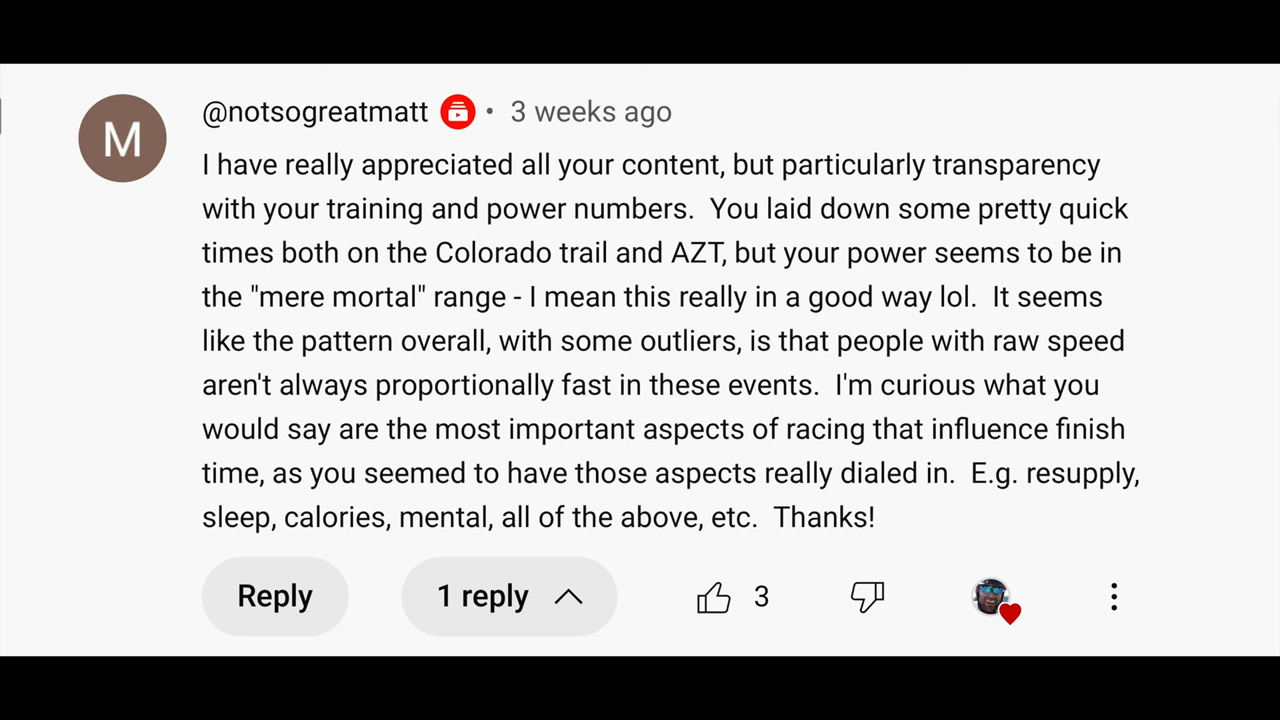 M
@notsogreatmatt • 3 weeks ago
I have really appreciated all your content, but particularly transparency
with your training and power numbers.  You laid down some pretty quick
times both on the Colorado trail and AZT, but your power seems to be in
the "mere mortal" range - I mean this really in a good way lol.  It seems
like the pattern overall, with some outliers, is that people with raw speed
aren't always proportionally fast in these events.  I'm curious what you
would say are the most important aspects of racing that influence finish
time, as you seemed to have those aspects really dialed in.  E.g. resupply,
sleep, calories, mental, all of the above, etc.  Thanks!
Reply 1 reply 3